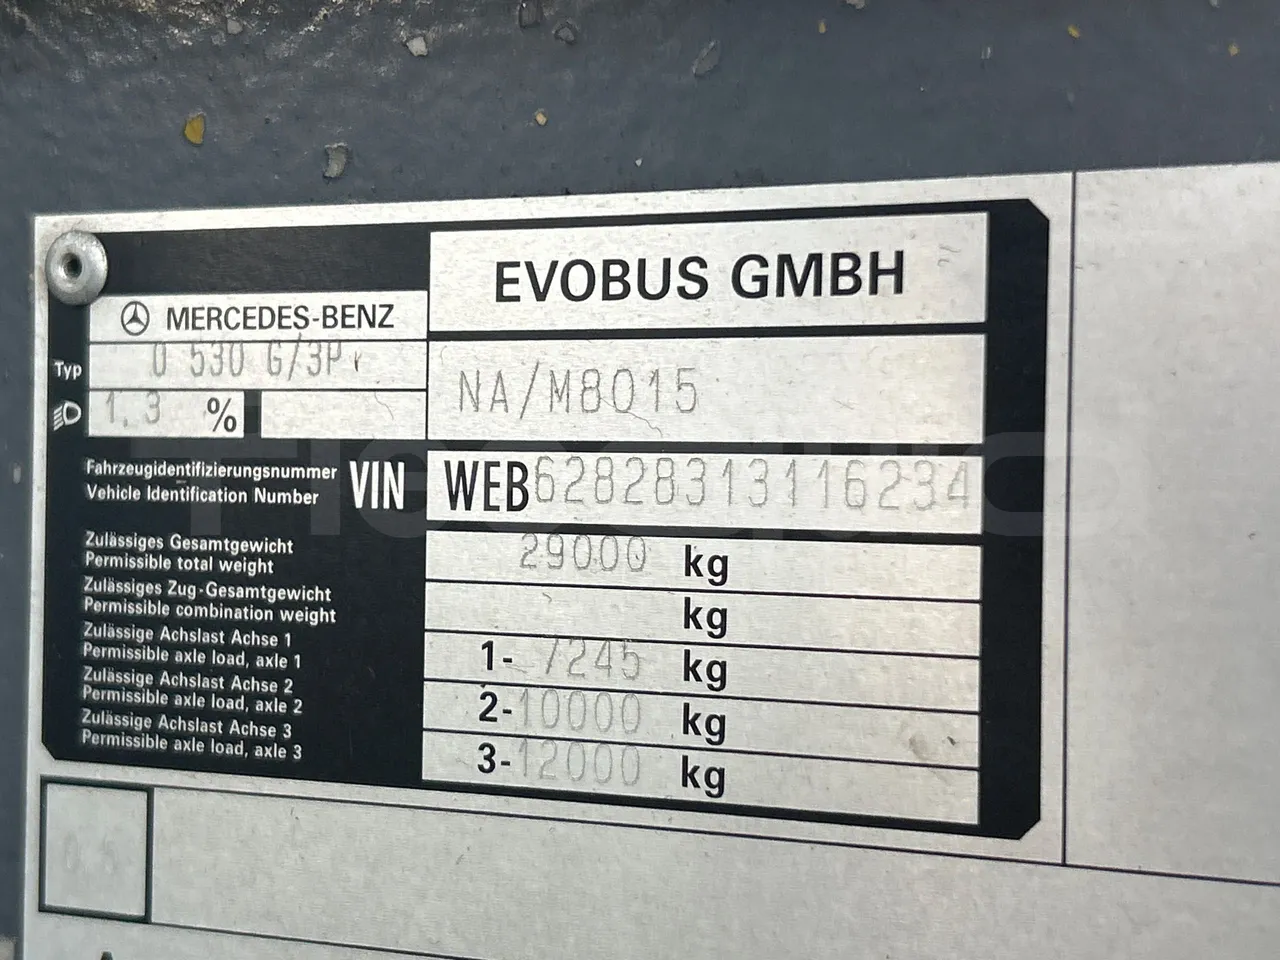 EVOBUS GMBH
MERCEDES-BENZ
Typ O 530 G/3P
NA/M8015
1.3 %
Fahrzeugidentifizierungsnummer
Vehicle Identification Number
VIN WEB62828313116234
Zulässiges Gesamtgewicht
Permissible total weight
29000 kg
Zulässiges Zug-Gesamtgewicht
Permissible combination weight
kg
Zulässige Achslast Achse 1
Permissible axle load, axle 1
1- 7245 kg
Zulässige Achslast Achse 2
Permissible axle load, axle 2
2-10000 kg
Zulässige Achslast Achse 3
Permissible axle load, axle 3
3-12000 kg